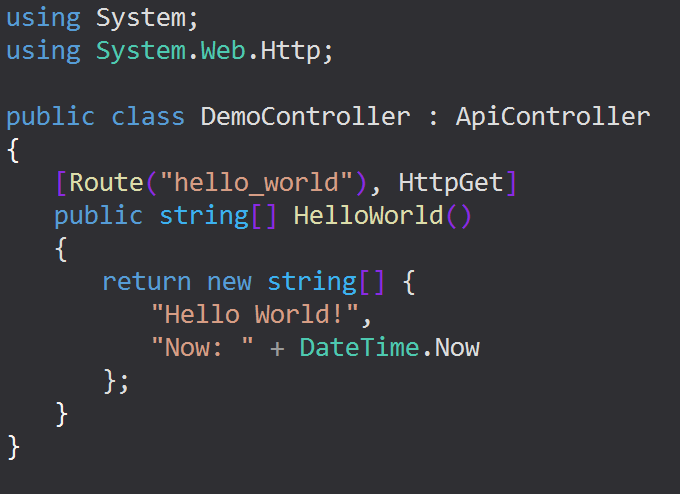 using System;
using System.Web.Http;

public class DemoController : ApiController
{
    [Route("hello_world"), HttpGet]
    public string[] HelloWorld()
    {
        return new string[] {
            "Hello World!",
            "Now: " + DateTime.Now
        };
    }
}